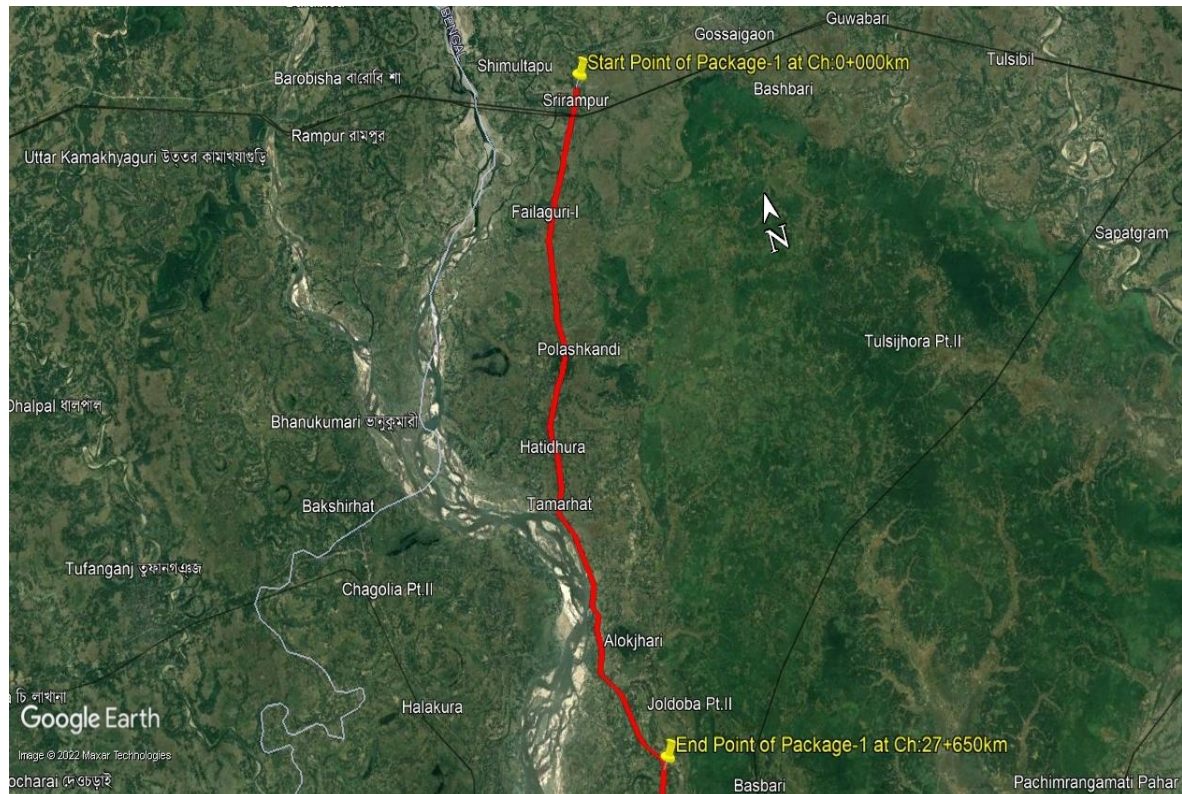 BENGA
Guwabari
Gossaigaon
Tulsibil
Shimultapu
Start Point of Package-1 at Ch:0+000km
Barobisha বারোবি শা
Bashbari
Srirampur
Rampur রামপুর
Uttar Kamakhyaguri উত্তর কামাখ্যাগুড়ি
Failaguri-I
N
Sapatgram
Tulsijhora Pt.II
Polashkandi
Dhalpal ধালপাল
Bhanukumari ভানুকুমারী
Hatidhura
Bakshirhat
Tamarhat
Tufanganj তুফানগঞ্জ
Chagolia Pt.II
Alokjhari
চি লাখানা
Halakura
Joldoba Pt.II
Google Earth
End Point of Package-1 at Ch:27+650km
Image © 2022 Maxar Technologies
ocharai দেওচড়াই
Basbari
Pachimrangamati Pahar